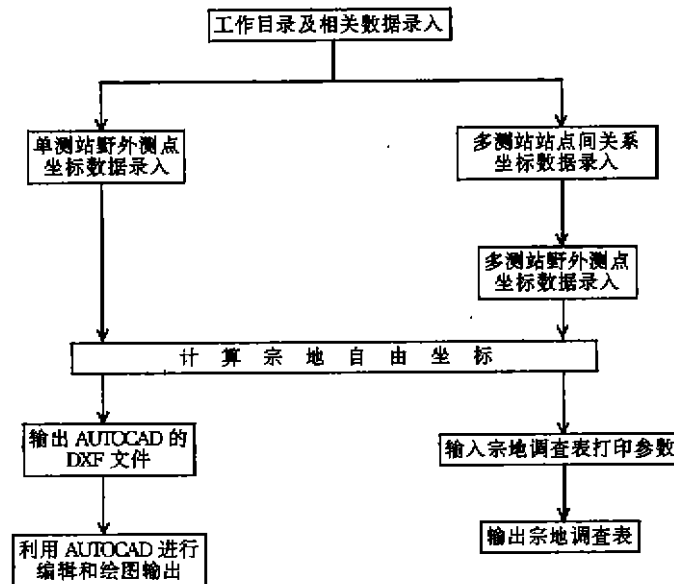 工作目录及相关数据录入
单测站野外测点
坐标数据录入
多测站站点间关系
坐标数据录入
多测站野外测点
坐标数据录入
计算宗地自由坐标
输出 AUTOCAD 的
DXF 文件
输入宗地调查表打印参数
利用 AUTOCAD 进行
编辑和绘图输出
输出宗地调查表